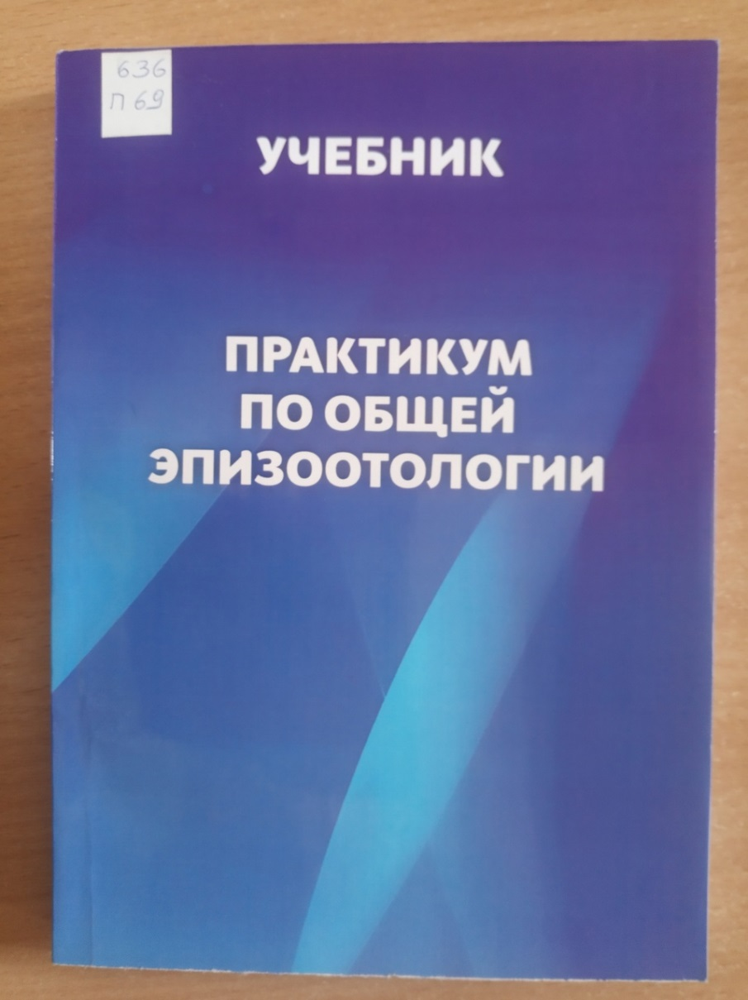 636
П 69
УЧЕБНИК
ПРАКТИКУМ
ПО ОБЩЕЙ
ЭПИЗООТОЛОГИИ